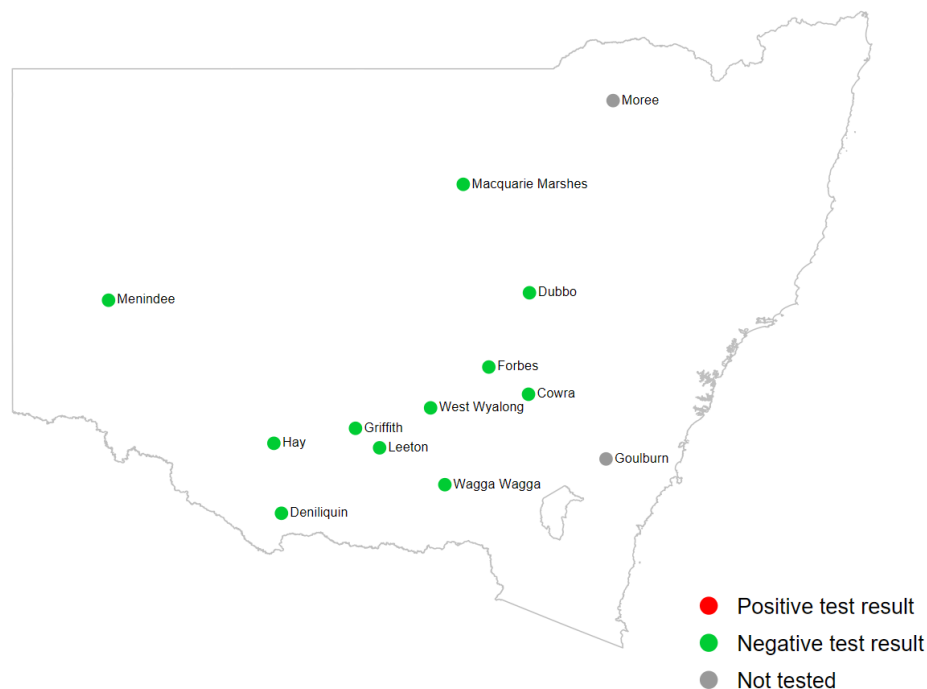 Moree
Macquarie Marshes
Dubbo
Menindee
Forbes
Cowra
West Wyalong
Griffith
Hay
Leeton
Goulburn
Wagga Wagga
Deniliquin
Positive test result
Negative test result
Not tested